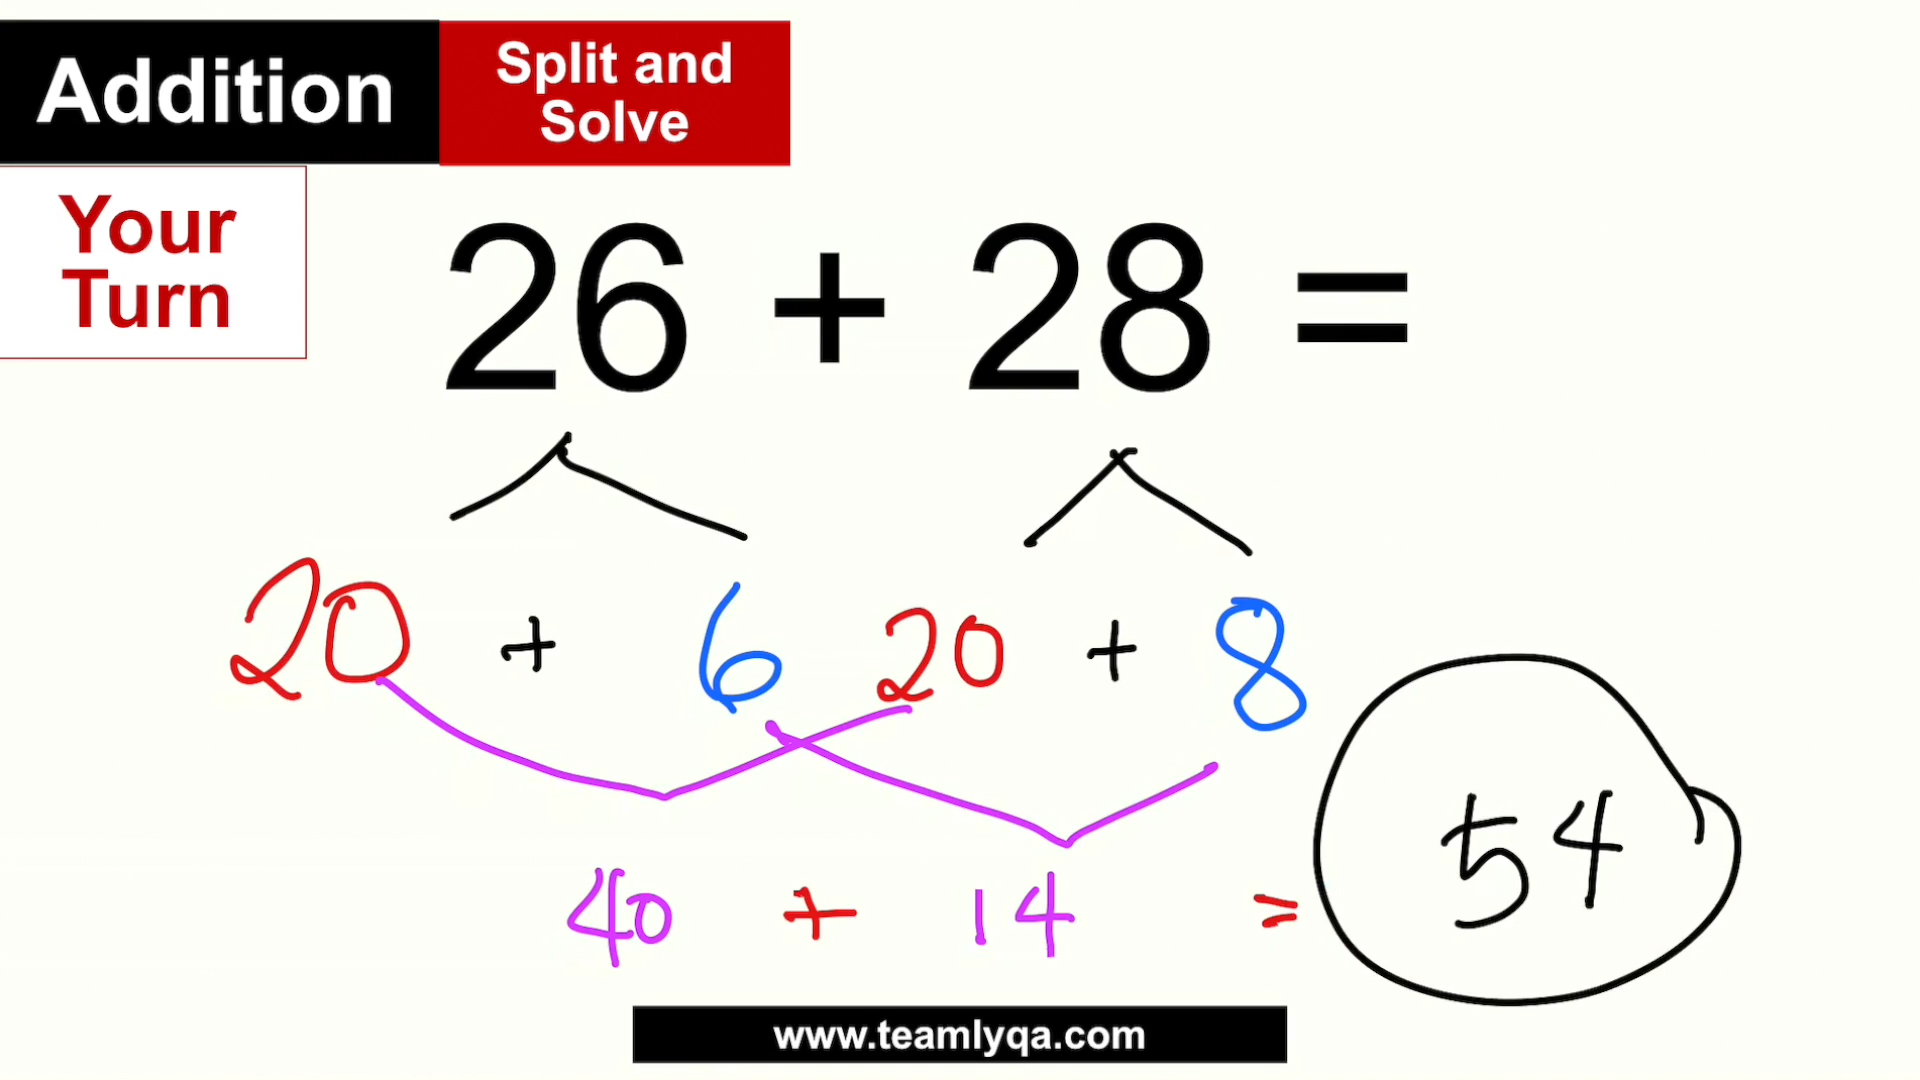 Addition
Split and
Solve
Your
Turn
26 + 28 =
20 + 6 20 + 8
40 + 14 = 54
www.teamlyqa.com